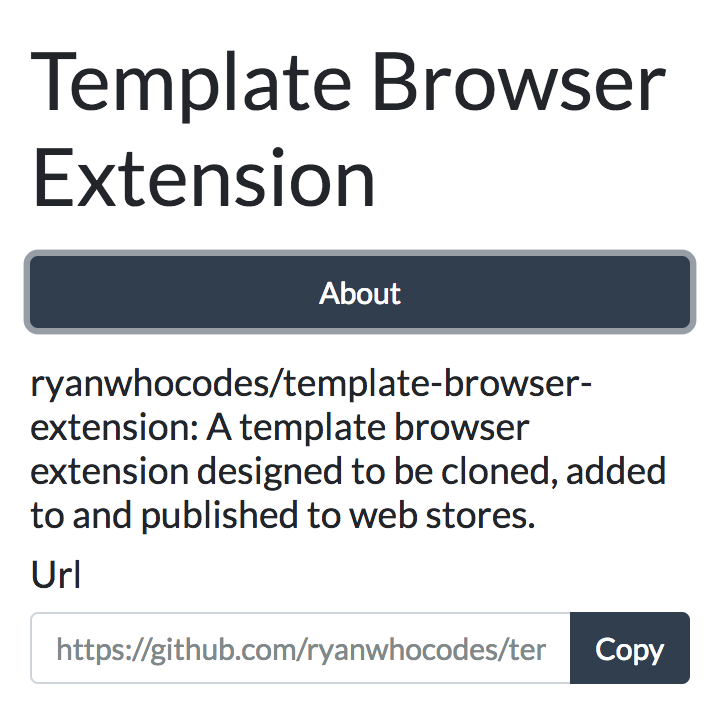 Template Browser
Extension
About
ryanwhocodes/template-browser-
extension: A template browser
extension designed to be cloned, added
to and published to web stores.
Url
https://github.com/ryanwhocodes/ter
Copy